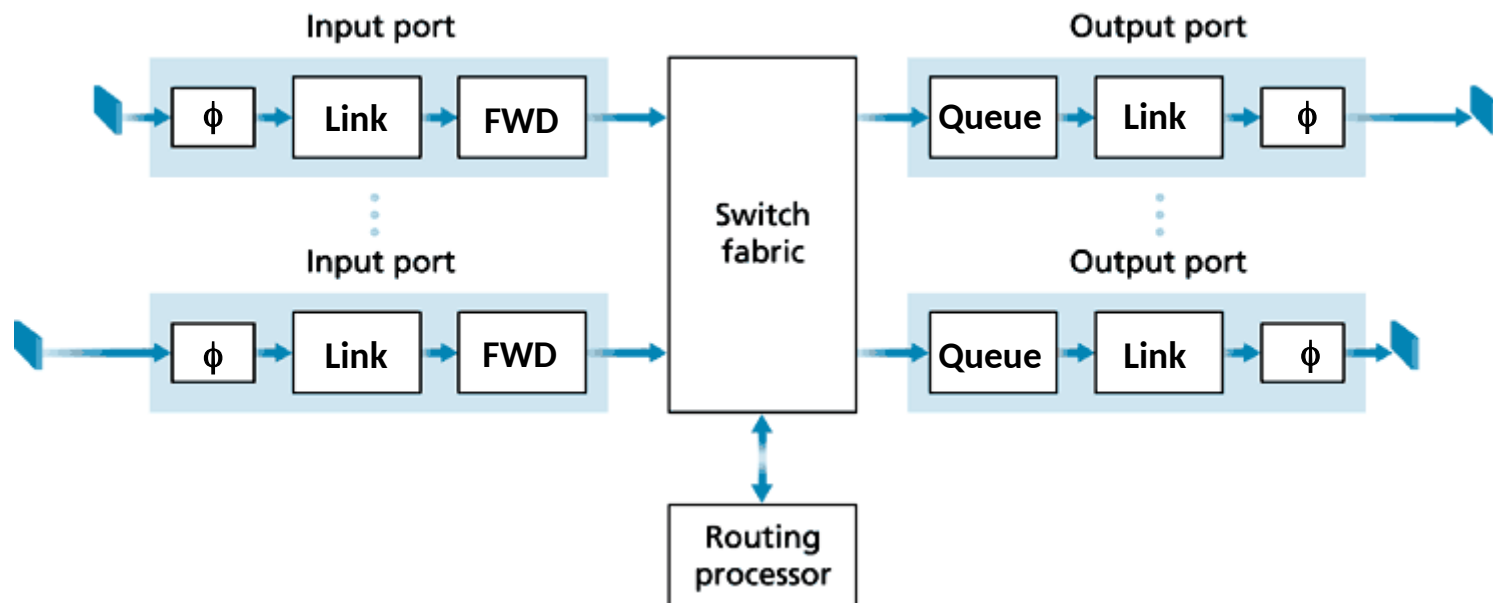 Input port
Output port
ϕ
Link
FWD
Queue
Link
ϕ
Switch
fabric
Input port
Output port
ϕ
Link
FWD
Queue
Link
ϕ
Routing
processor